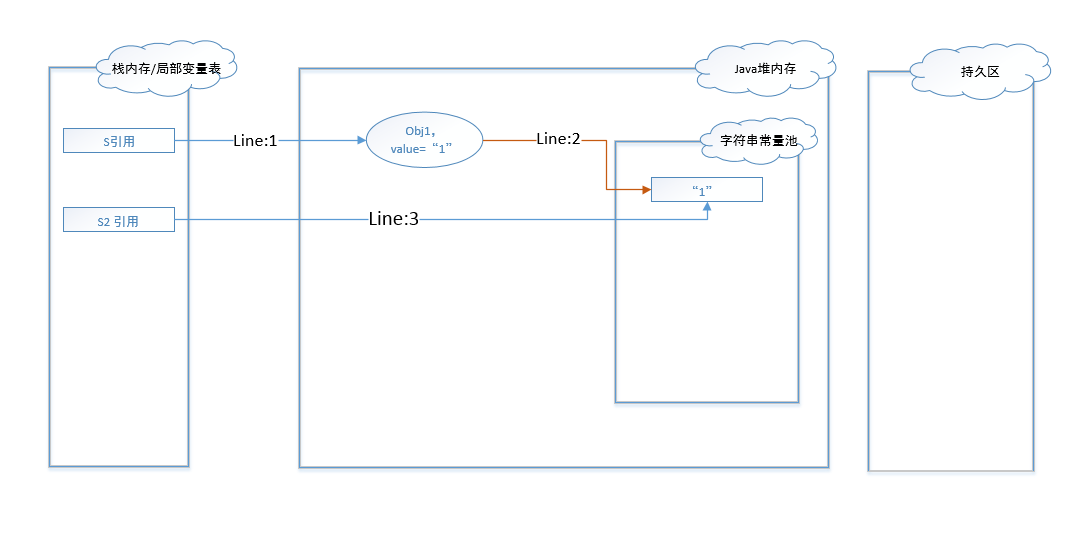 栈内存/局部变量表
Java堆内存
持久区
S引用
Line:1
Obj1，
value=“1”
Line:2
字符串常量池
“1”
S2 引用
Line:3